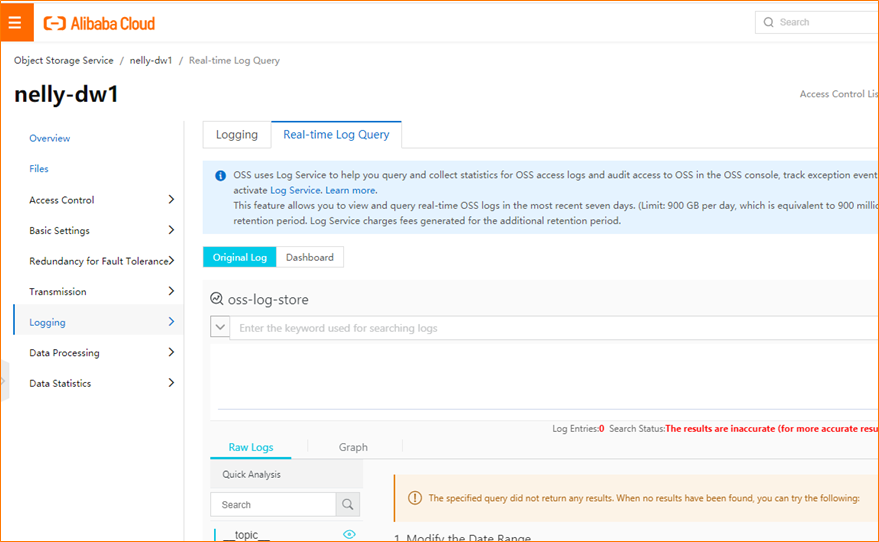 Alibaba Cloud
Search
Object Storage Service / nelly-dw1 / Real-time Log Query
nelly-dw1
Access Control Lis
Overview
Files
Access Control
Basic Settings
Redundancy for Fault Tolerance
Transmission
Logging
Data Processing
Data Statistics
Logging
Real-time Log Query
OSS uses Log Service to help you query and collect statistics for OSS access logs and audit access to OSS in the OSS console, track exception event
activate Log Service. Learn more.
This feature allows you to view and query real-time OSS logs in the most recent seven days. (Limit: 900 GB per day, which is equivalent to 900 milli
retention period. Log Service charges fees generated for the additional retention period.
Original Log
Dashboard
oss-log-store
Enter the keyword used for searching logs
Log Entries:0 Search Status:The results are inaccurate (for more accurate resu
Raw Logs
Graph
Quick Analysis
Search
__topic__
The specified query did not return any results. When no results have been found, you can try the following:
1. Modify the Date Range